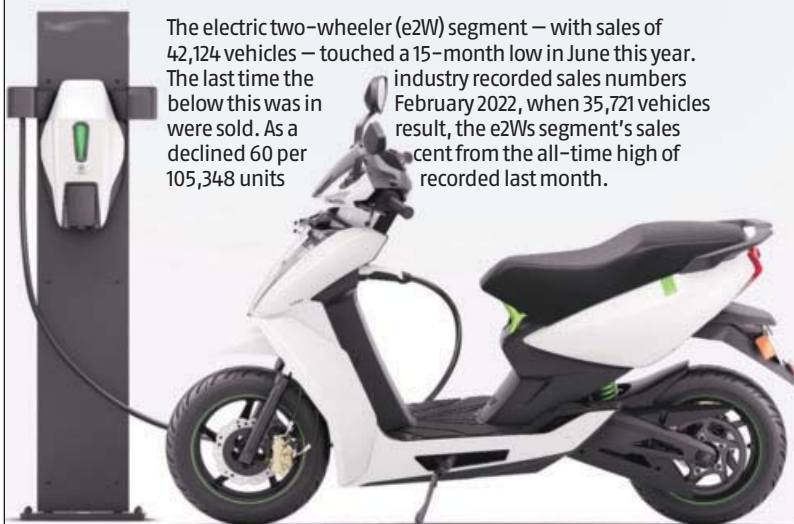 The electric two-wheeler (e2W) segment — with sales of
42,124 vehicles — touched a 15-month low in June this year.
The last time the industry recorded sales numbers
below this was in February 2022, when 35,721 vehicles
were sold. As a result, the e2Ws segment's sales
declined 60 per cent from the all-time high of
105,348 units recorded last month.